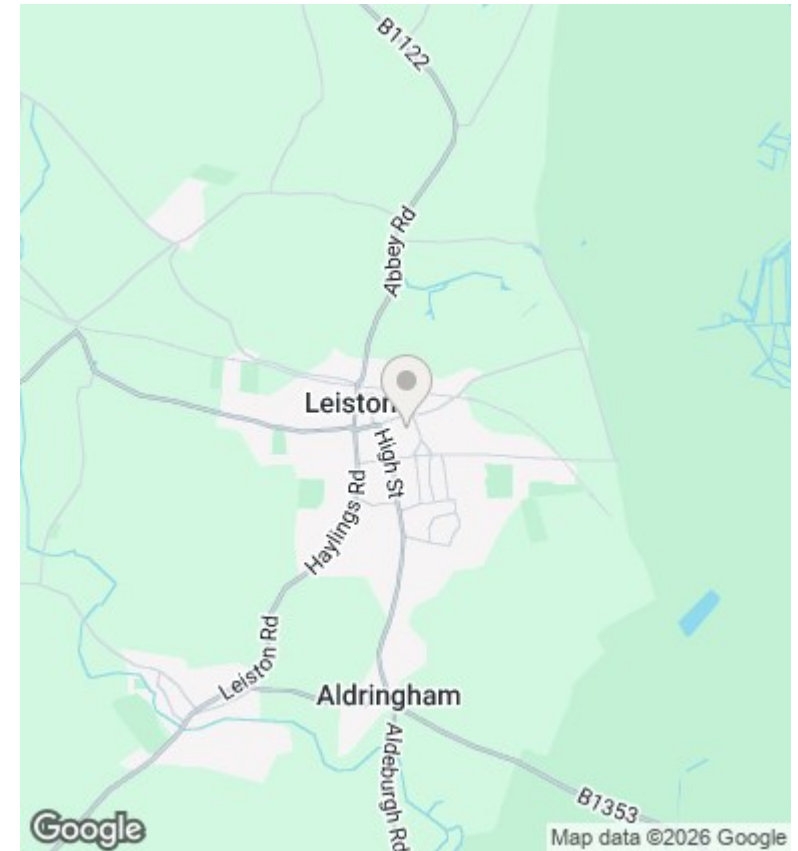 B1122
Abbey Rd
Leiston
High St
Haylings Rd
Leiston Rd
Aldringham
Aldeburgh Rd
B1353
Google
Map data ©2026 Google